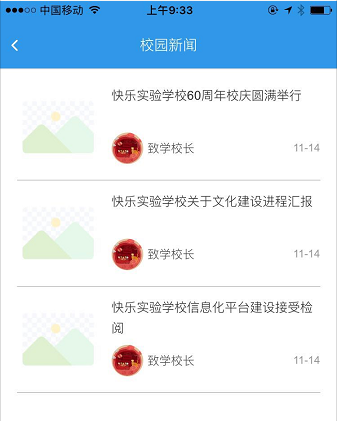 中国移动 上午9:33
校园新闻
快乐实验学校60周年校庆圆满举行
致学校长 11-14
快乐实验学校关于文化建设进程汇报
致学校长 11-14
快乐实验学校信息化平台建设接受检
阅
致学校长 11-14